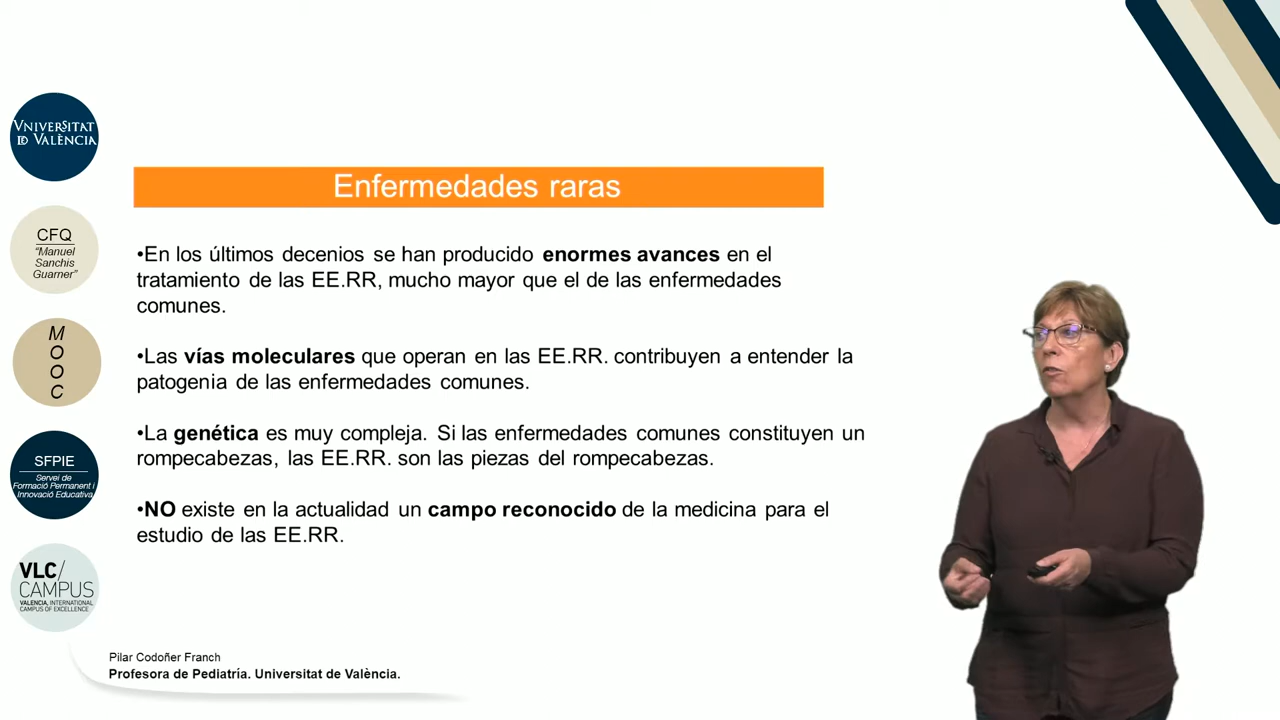 VNIVERSITAT
ID VALÈNCIA
CFQ
"Manuel
Sanchis
Guarner"
M
O
O
C
SFPIE
Servei de
Formació Permanent i
Innovació Educativa
VLC/
CAMPUS
VALENCIA, INTERNATIONAL
CAMPUS OF EXCELLENCE
Enfermedades raras
•En los últimos decenios se han producido enormes avances en el
tratamiento de las EE.RR, mucho mayor que el de las enfermedades
comunes.
•Las vías moleculares que operan en las EE.RR. contribuyen a entender la
patogenia de las enfermedades comunes.
•La genética es muy compleja. Si las enfermedades comunes constituyen un
rompecabezas, las EE.RR. son las piezas del rompecabezas.
•NO existe en la actualidad un campo reconocido de la medicina para el
estudio de las EE.RR.
Pilar Codoñer Franch
Profesora de Pediatría. Universitat de València.